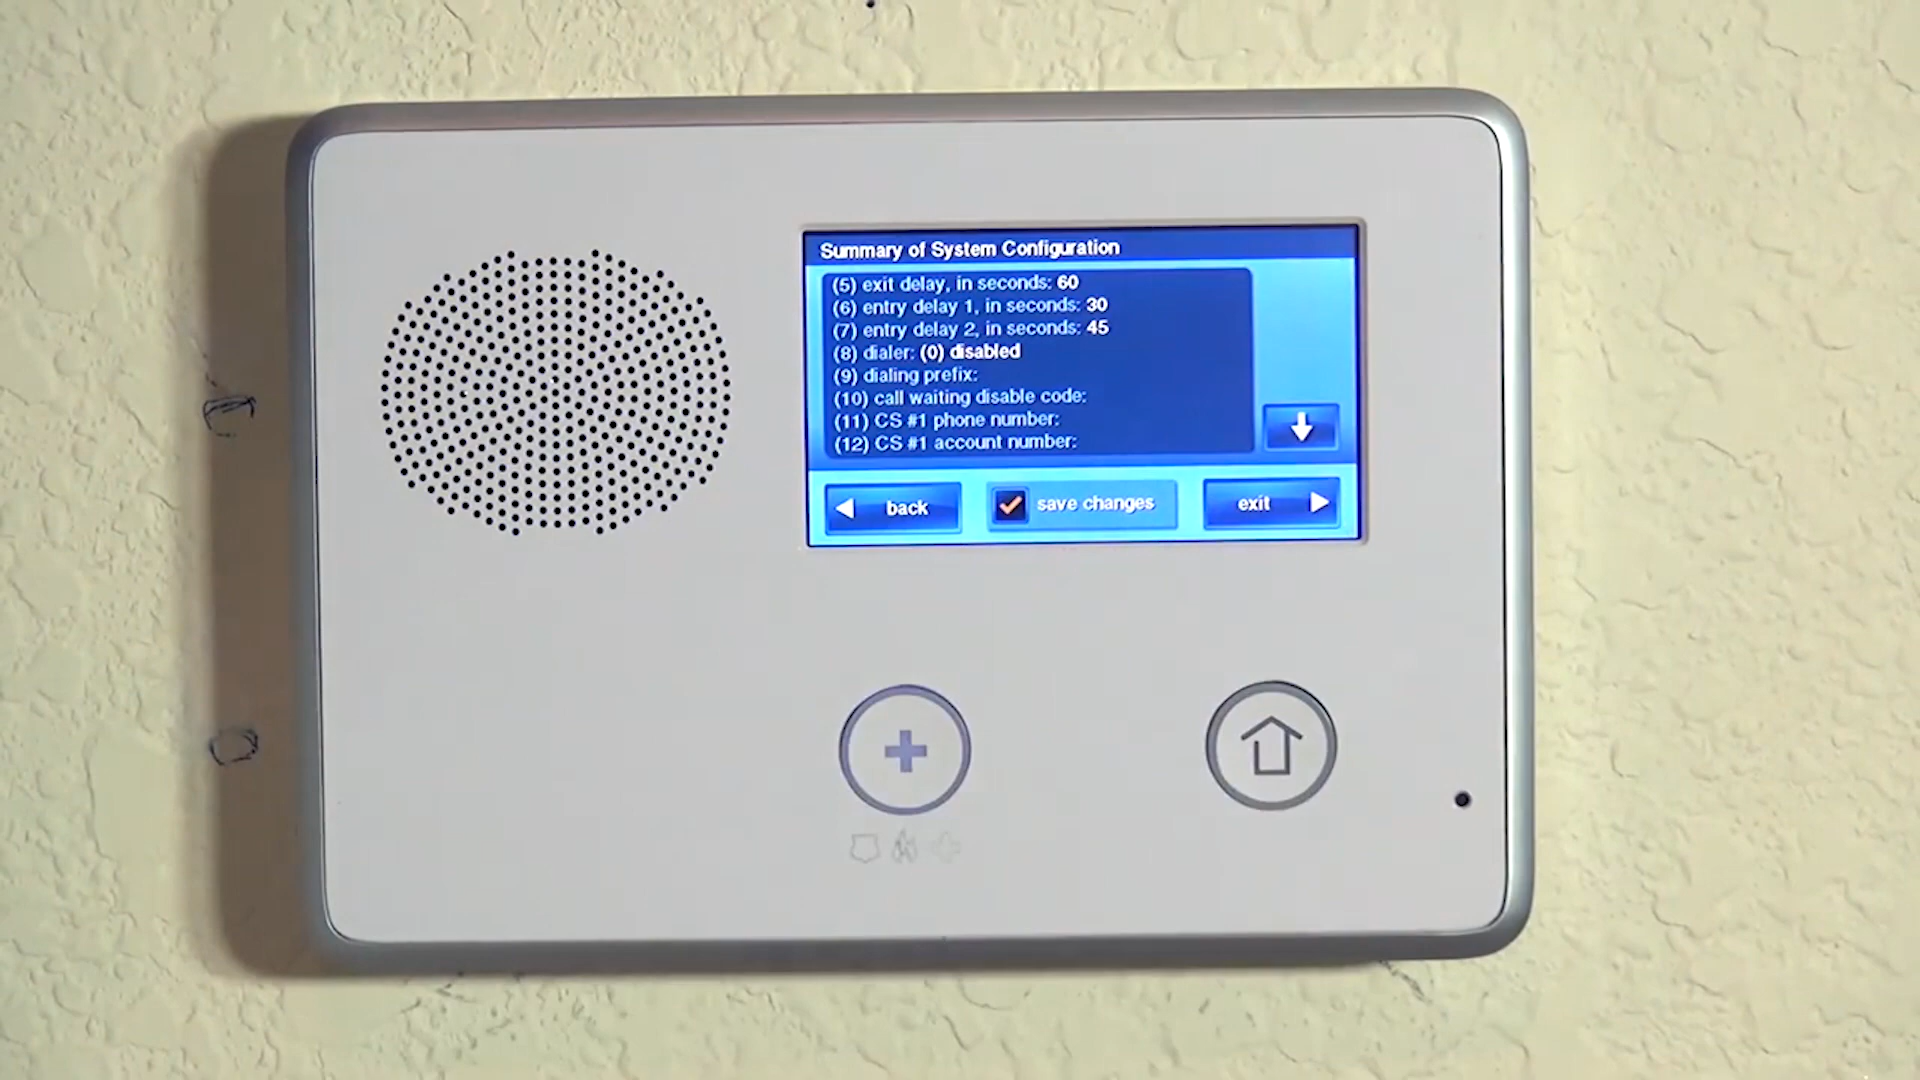 Summary of System Configuration
(5) exit delay, in seconds: 60
(6) entry delay 1, in seconds: 30
(7) entry delay 2, in seconds: 45
(8) dialer: (0) disabled
(9) dialing prefix:
(10) call waiting disable code:
(11) CS #1 phone number:
(12) CS #1 account number:
back
save changes
exit